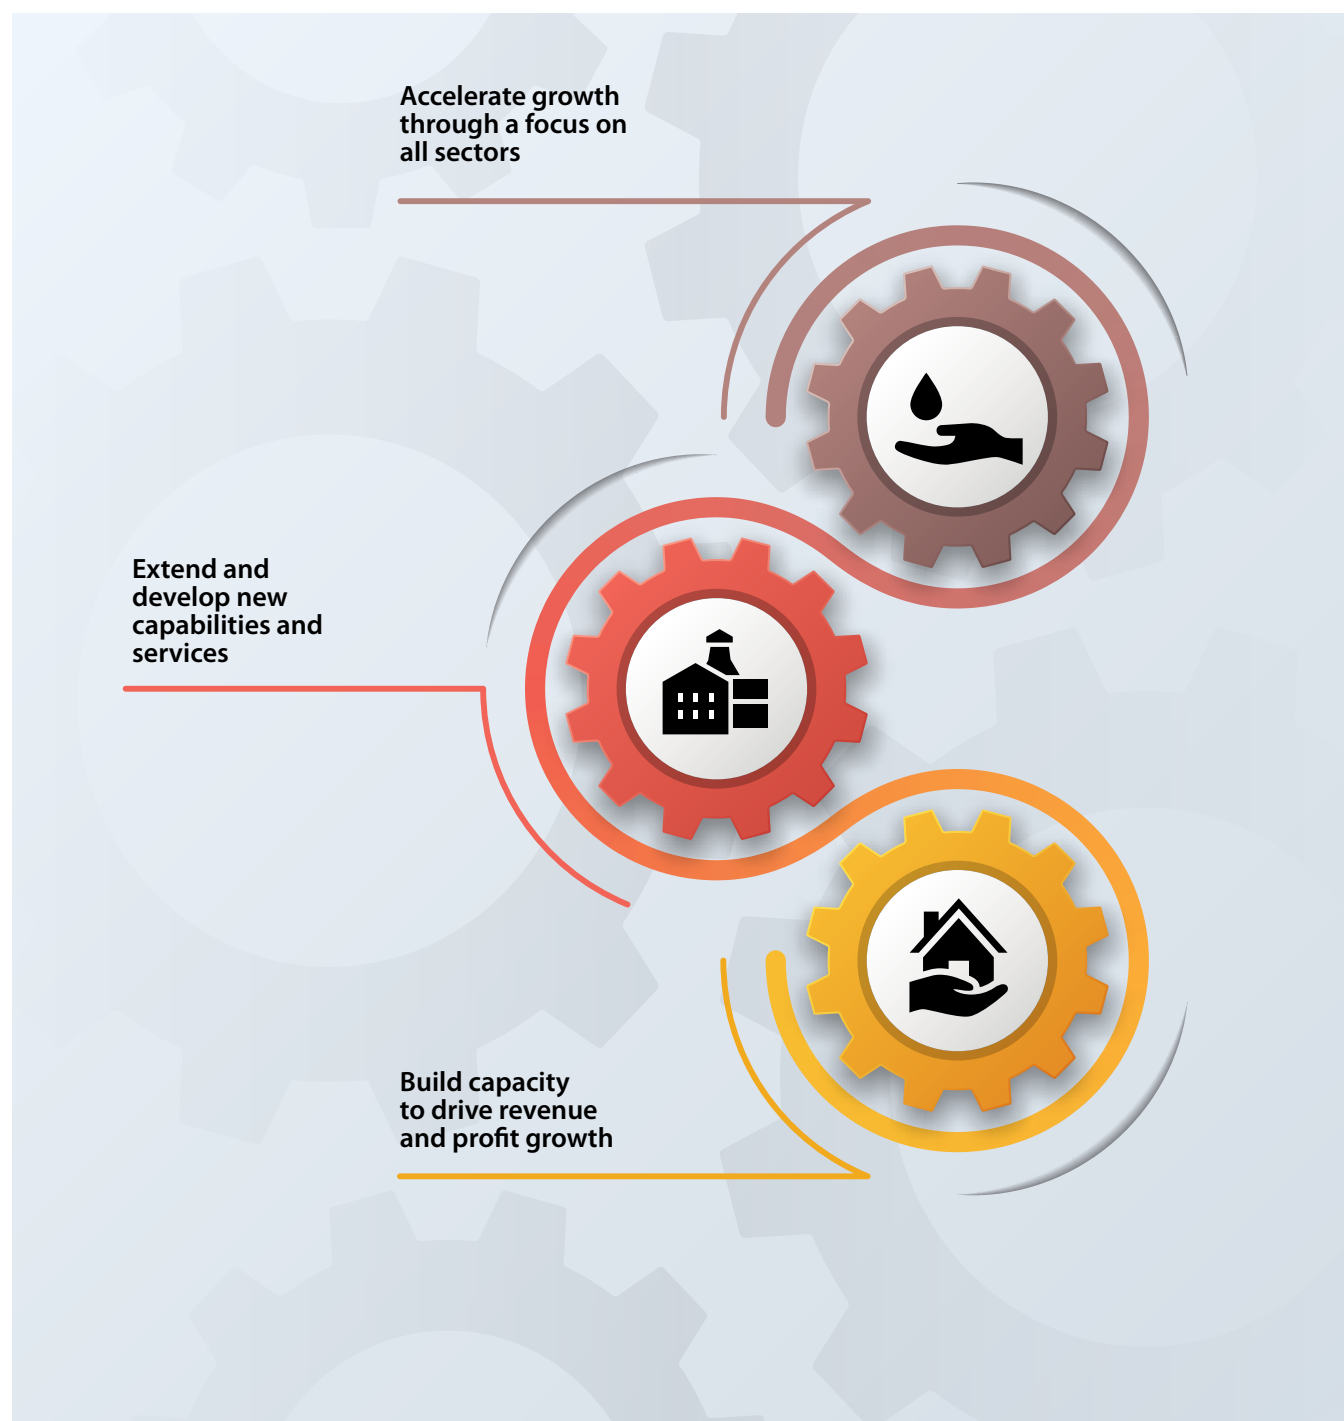 Accelerate growth
through a focus on
all sectors
Extend and
develop new
capabilities and
services
Build capacity
to drive revenue
and profit growth